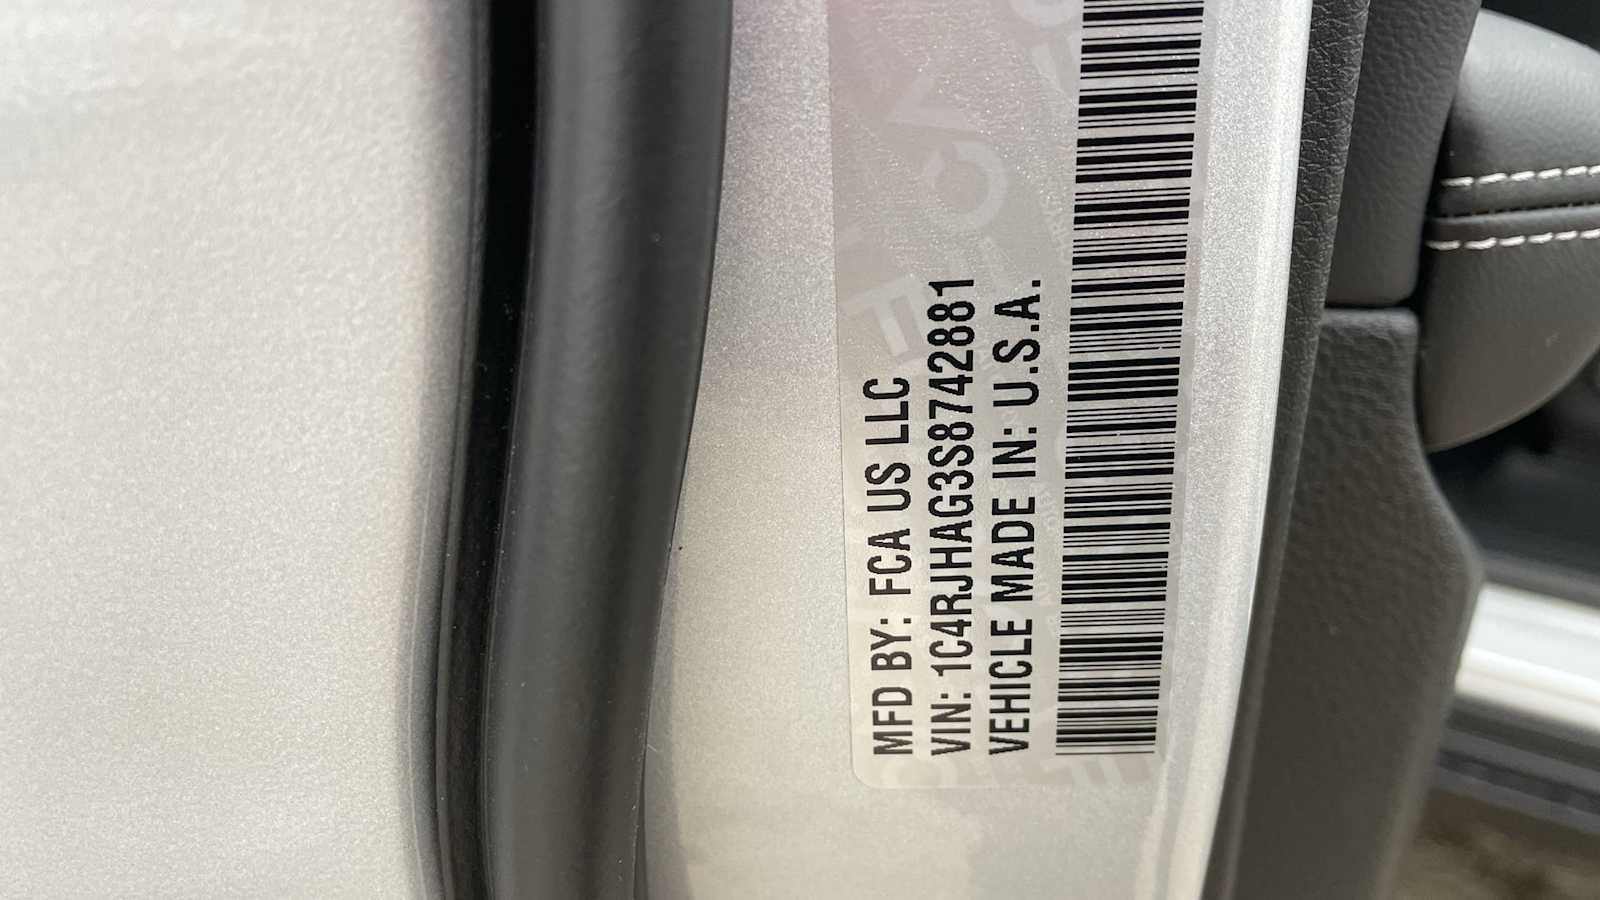 MFD BY: FCA US LLC
VIN: 1C4RJHAG3S8742881
VEHICLE MADE IN: U.S.A.